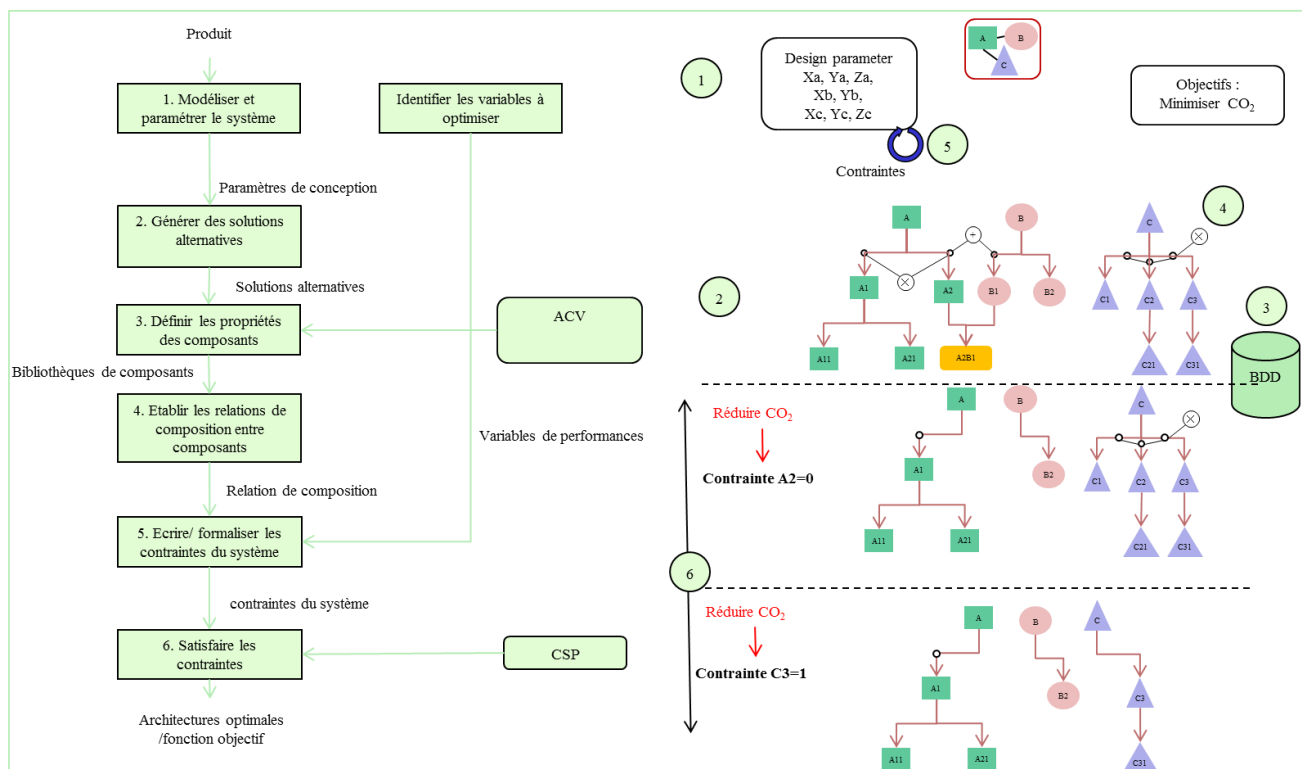 Produit
1. Modéliser et
paramétrer le système
Identifier les variables à
optimiser
Paramètres de conception
2. Générer des solutions
alternatives
Solutions alternatives
3. Définir les propriétés
des composants
ACV
Bibliothèques de composants
4. Etablir les relations de
composition entre
composants
Variables de performances
Relation de composition
5. Ecrire/ formaliser les
contraintes du système
contraintes du système
6. Satisfaire les
contraintes
CSP
Architectures optimales
/fonction objectif
1
Design parameter
Xa, Ya, Za,
Xb, Yb,
Xc, Yc, Zc
A
B
C
Objectifs :
Minimiser CO₂
5
Contraintes
4
A
B
C
+
×
×
2
A1
A2
B1
B2
C1
C2
C3
3
A11
A21
A2B1
C21
C31
BDD
Réduire CO₂
Contrainte A2=0
A
B
C
×
A1
B2
C1
C2
C3
A11
A21
C21
C31
6
Réduire CO₂
Contrainte C3=1
A
B
C
A1
B2
C3
A11
A21
C31